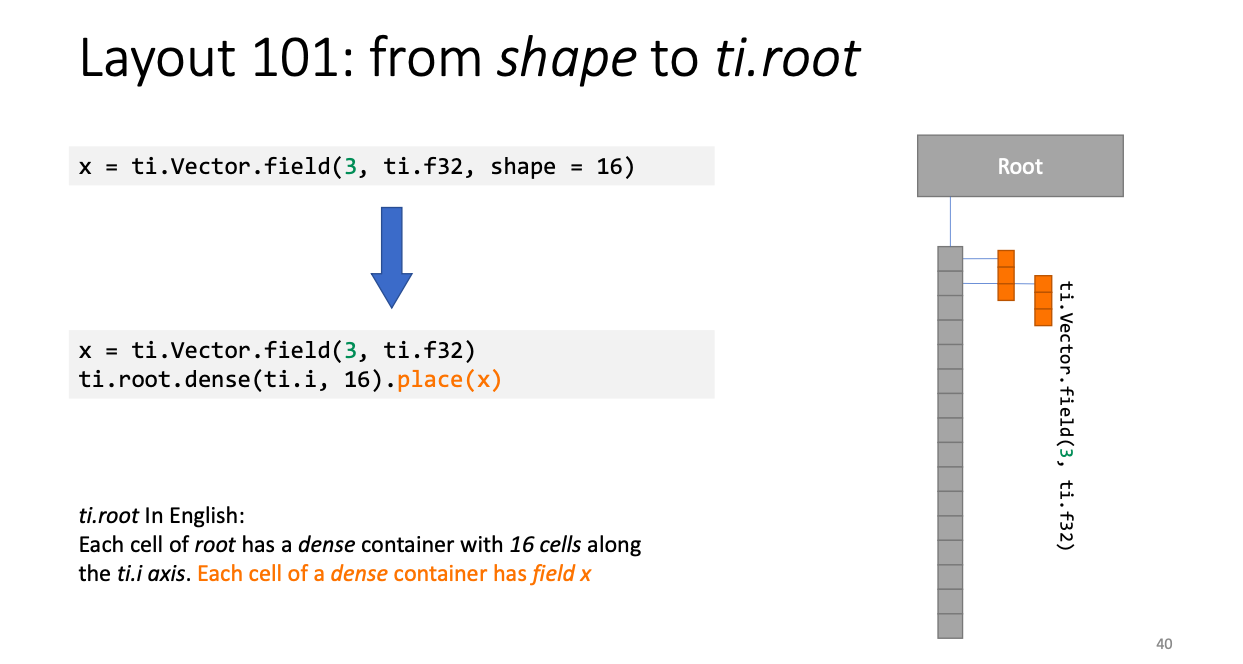 Layout 101: from shape to ti.root
x = ti.Vector.field(3, ti.f32, shape = 16)
x = ti.Vector.field(3, ti.f32)
ti.root.dense(ti.i, 16).place(x)
ti.root In English:
Each cell of root has a dense container with 16 cells along
the ti.i axis. Each cell of a dense container has field x
Root
ti.Vector.field(3, ti.f32)
40